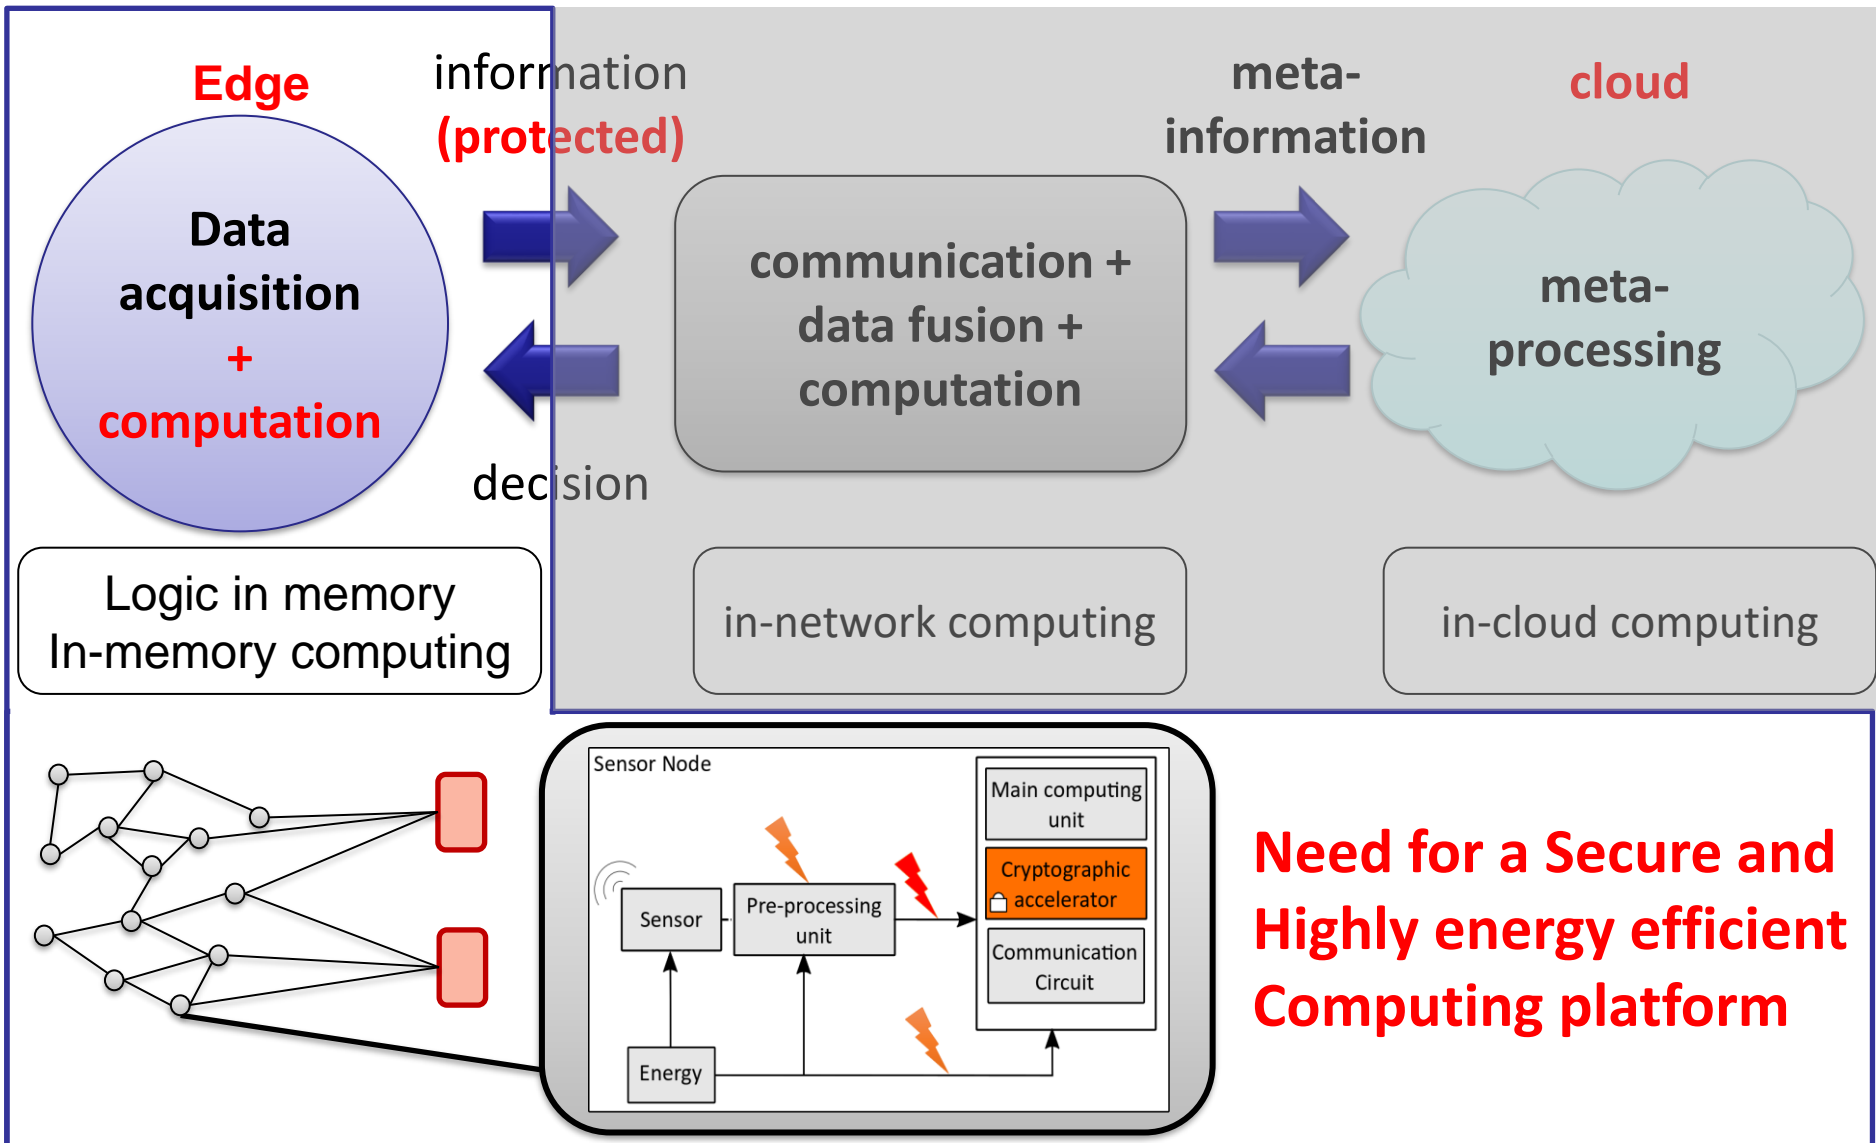 Edge
information
(protected)
meta-
information
cloud
Data
acquisition
+
computation
communication +
data fusion +
computation
meta-
processing
decision
Logic in memory
In-memory computing
in-network computing
in-cloud computing
Sensor Node
Main computing
unit
Cryptographic
accelerator
Communication
Circuit
Sensor
Pre-processing
unit
Energy
Need for a Secure and
Highly energy efficient
Computing platform